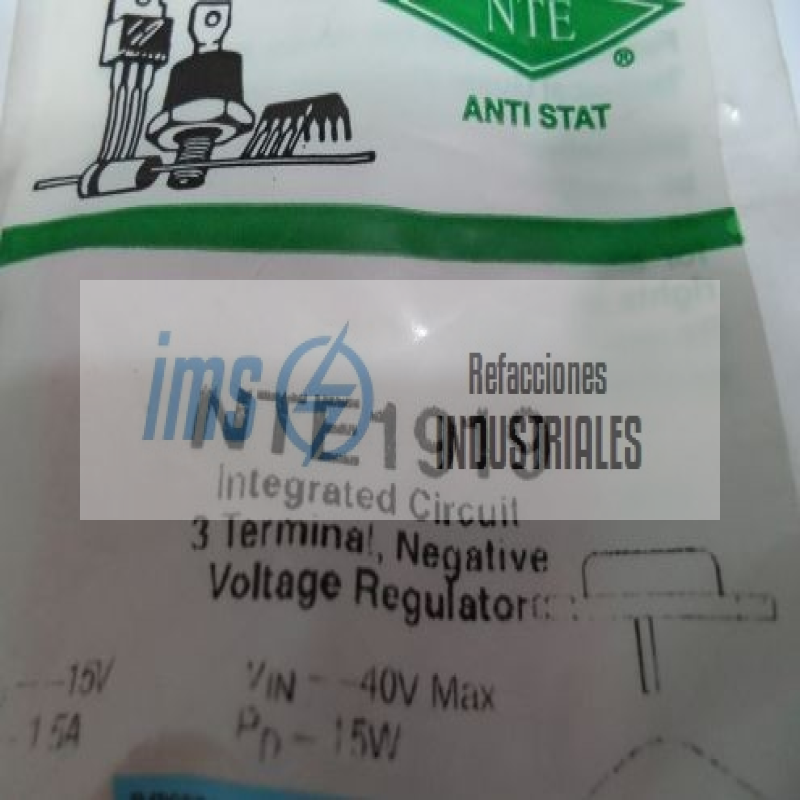 NTE
®
ANTI STAT
ims
Refacciones
INDUSTRIALES
NTE1919
Integrated Circuit
3 Terminal, Negative
Voltage Regulator
-15V
VIN - -40V Max
1.5A
PD - 15W